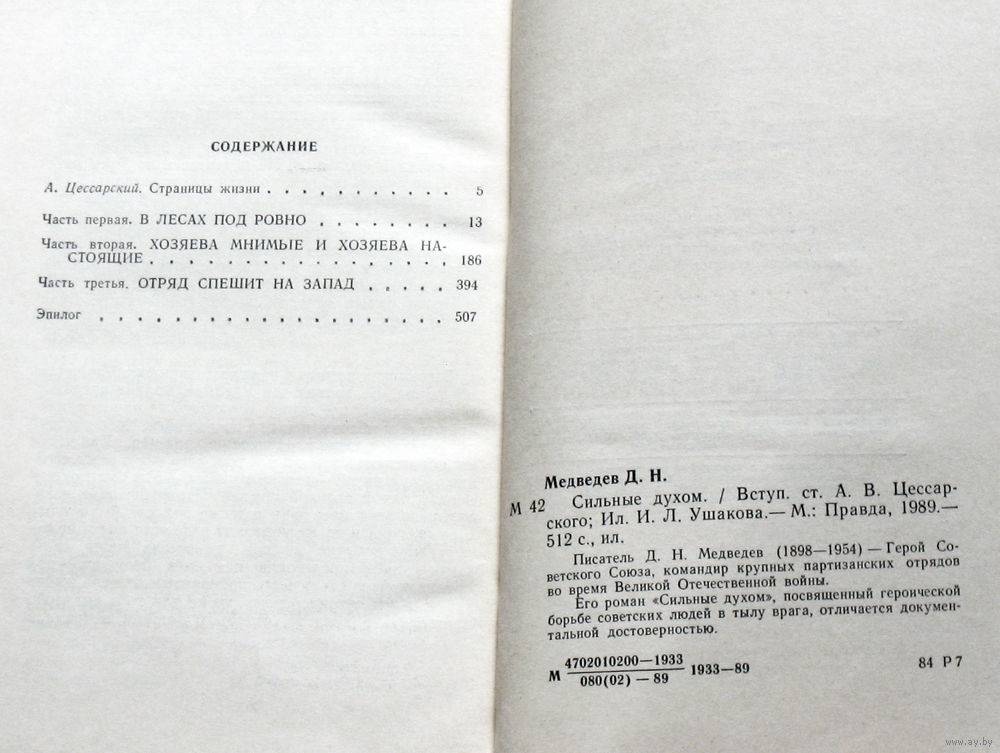 СОДЕРЖАНИЕ
А. Цессарский. Страницы жизни . . . . . . . . . . . 5
Часть первая. В ЛЕСАХ ПОД РОВНО . . . . . . . . 13
Часть вторая. ХОЗЯЕВА МНИМЫЕ И ХОЗЯЕВА НА-
СТОЯЩИЕ . . . . . . . . . . . . . . . . . 186
Часть третья. ОТРЯД СПЕШИТ НА ЗАПАД . . . . . 394
Эпилог . . . . . . . . . . . . . . . . . . 507
Медведев Д. Н.
М 42 Сильные духом. / Вступ. ст. А. В. Цессар-
ского; Ил. И. Л. Ушакова.— М.: Правда, 1989.—
512 с., ил.
Писатель Д. Н. Медведев (1898—1954) — Герой Со-
ветского Союза, командир крупных партизанских отрядов
во время Великой Отечественной войны.
Его роман «Сильные духом», посвященный героической
борьбе советских людей в тылу врага, отличается докумен-
тальной достоверностью.
М 4702010200—1933
080(02) — 89
1933—89
84 Р 7
www.ay.by